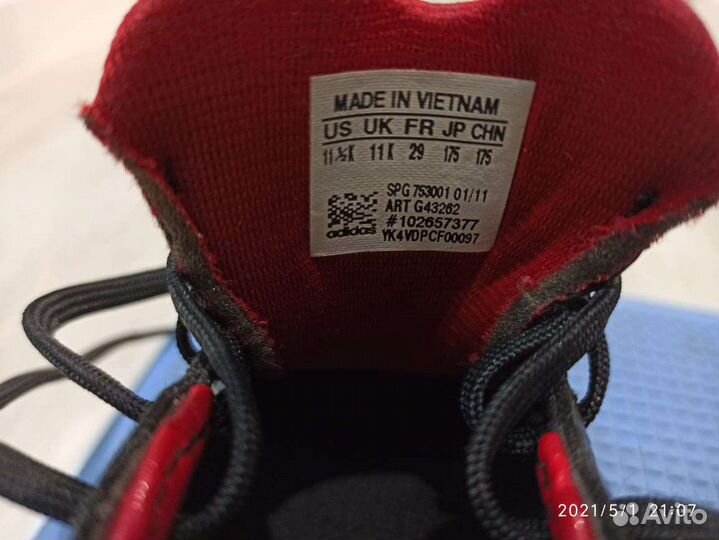 MADE IN VIETNAM
US UK FR JP CHN
11½K 11K 29 175 175
SPG 753001 01/11
ART G43262
#102657377
adidas YK4VDPCF00097
2021/5/1 21:07
Avito